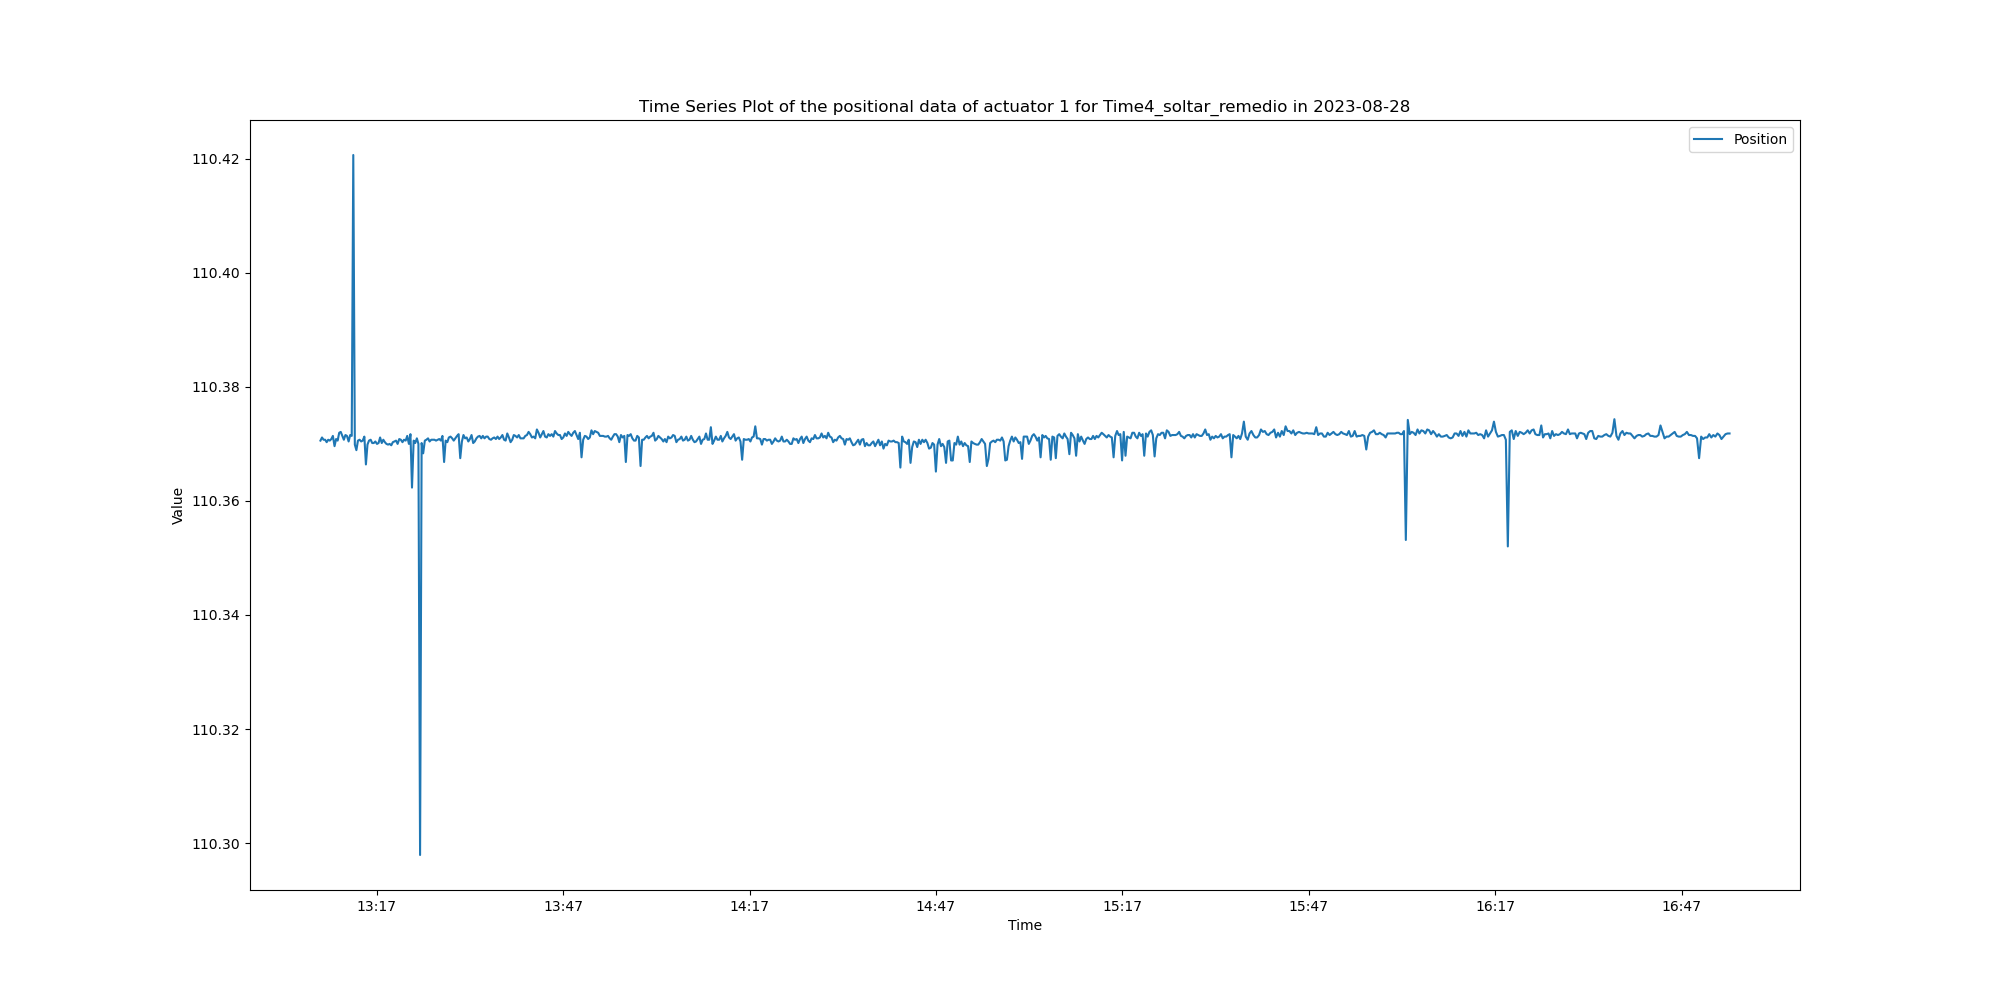 Time Series Plot of the positional data of actuator 1 for Time4_soltar_remedio in 2023-08-28
Position
110.42
110.40
110.38
110.36
110.34
110.32
110.30
Value
13:17 13:47 14:17 14:47 15:17 15:47 16:17 16:47
Time